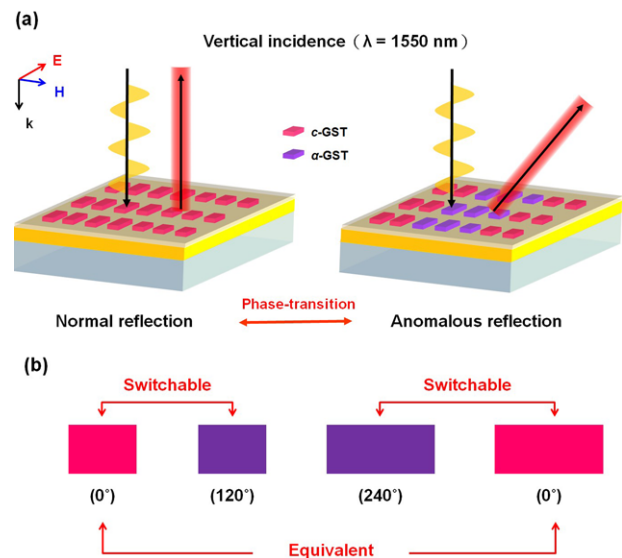 (a)
Vertical incidence（λ = 1550 nm）
E
H
k
c-GST
α-GST
Phase-transition
Normal reflection
Anomalous reflection
(b)
Switchable
Switchable
(0°)
(120°)
(240°)
(0°)
Equivalent